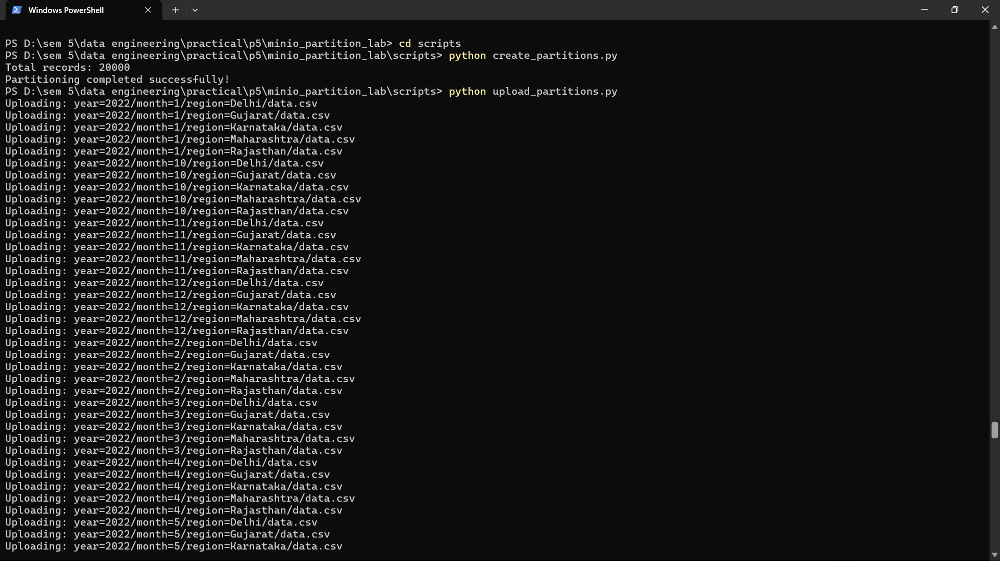 Windows PowerShell
PS D:\sem 5\data engineering\practical\p5\minio_partition_lab> cd scripts
PS D:\sem 5\data engineering\practical\p5\minio_partition_lab\scripts> python create_partitions.py
Total records: 20000
Partitioning completed successfully!
PS D:\sem 5\data engineering\practical\p5\minio_partition_lab\scripts> python upload_partitions.py
Uploading: year=2022/month=1/region=Delhi/data.csv
Uploading: year=2022/month=1/region=Gujarat/data.csv
Uploading: year=2022/month=1/region=Karnataka/data.csv
Uploading: year=2022/month=1/region=Maharashtra/data.csv
Uploading: year=2022/month=1/region=Rajasthan/data.csv
Uploading: year=2022/month=10/region=Delhi/data.csv
Uploading: year=2022/month=10/region=Gujarat/data.csv
Uploading: year=2022/month=10/region=Karnataka/data.csv
Uploading: year=2022/month=10/region=Maharashtra/data.csv
Uploading: year=2022/month=10/region=Rajasthan/data.csv
Uploading: year=2022/month=11/region=Delhi/data.csv
Uploading: year=2022/month=11/region=Gujarat/data.csv
Uploading: year=2022/month=11/region=Karnataka/data.csv
Uploading: year=2022/month=11/region=Maharashtra/data.csv
Uploading: year=2022/month=11/region=Rajasthan/data.csv
Uploading: year=2022/month=12/region=Delhi/data.csv
Uploading: year=2022/month=12/region=Gujarat/data.csv
Uploading: year=2022/month=12/region=Karnataka/data.csv
Uploading: year=2022/month=12/region=Maharashtra/data.csv
Uploading: year=2022/month=12/region=Rajasthan/data.csv
Uploading: year=2022/month=2/region=Delhi/data.csv
Uploading: year=2022/month=2/region=Gujarat/data.csv
Uploading: year=2022/month=2/region=Karnataka/data.csv
Uploading: year=2022/month=2/region=Maharashtra/data.csv
Uploading: year=2022/month=2/region=Rajasthan/data.csv
Uploading: year=2022/month=3/region=Delhi/data.csv
Uploading: year=2022/month=3/region=Gujarat/data.csv
Uploading: year=2022/month=3/region=Karnataka/data.csv
Uploading: year=2022/month=3/region=Maharashtra/data.csv
Uploading: year=2022/month=3/region=Rajasthan/data.csv
Uploading: year=2022/month=4/region=Delhi/data.csv
Uploading: year=2022/month=4/region=Gujarat/data.csv
Uploading: year=2022/month=4/region=Karnataka/data.csv
Uploading: year=2022/month=4/region=Maharashtra/data.csv
Uploading: year=2022/month=4/region=Rajasthan/data.csv
Uploading: year=2022/month=5/region=Delhi/data.csv
Uploading: year=2022/month=5/region=Gujarat/data.csv
Uploading: year=2022/month=5/region=Karnataka/data.csv